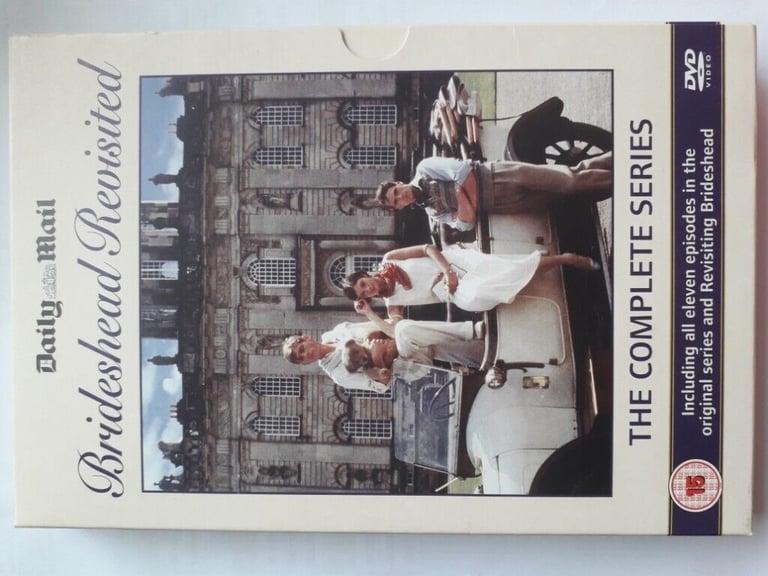 Daily Mail
Brideshead Revisited
THE COMPLETE SERIES
15
Including all eleven episodes in the
original series and Revisiting Brideshead
DVD
VIDEO